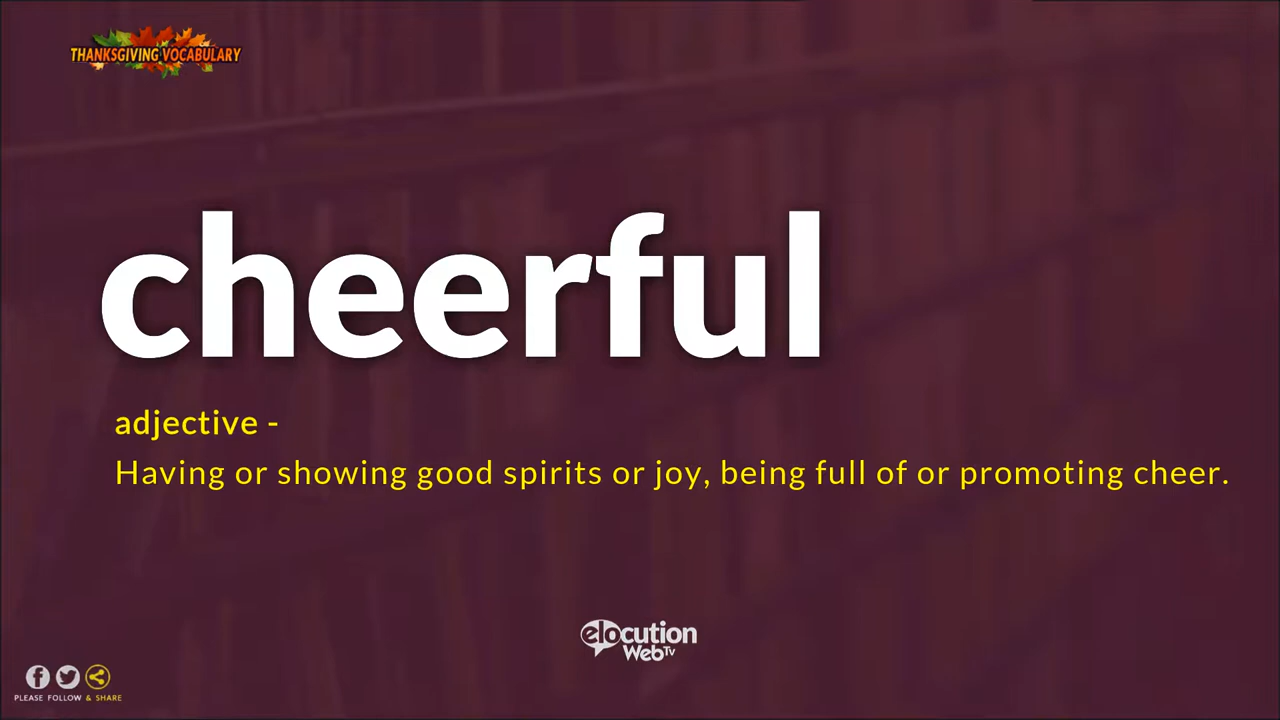 THANKSGIVING VOCABULARY
cheerful
adjective -
Having or showing good spirits or joy, being full of or promoting cheer.
elocution
WebTv
PLEASE FOLLOW & SHARE